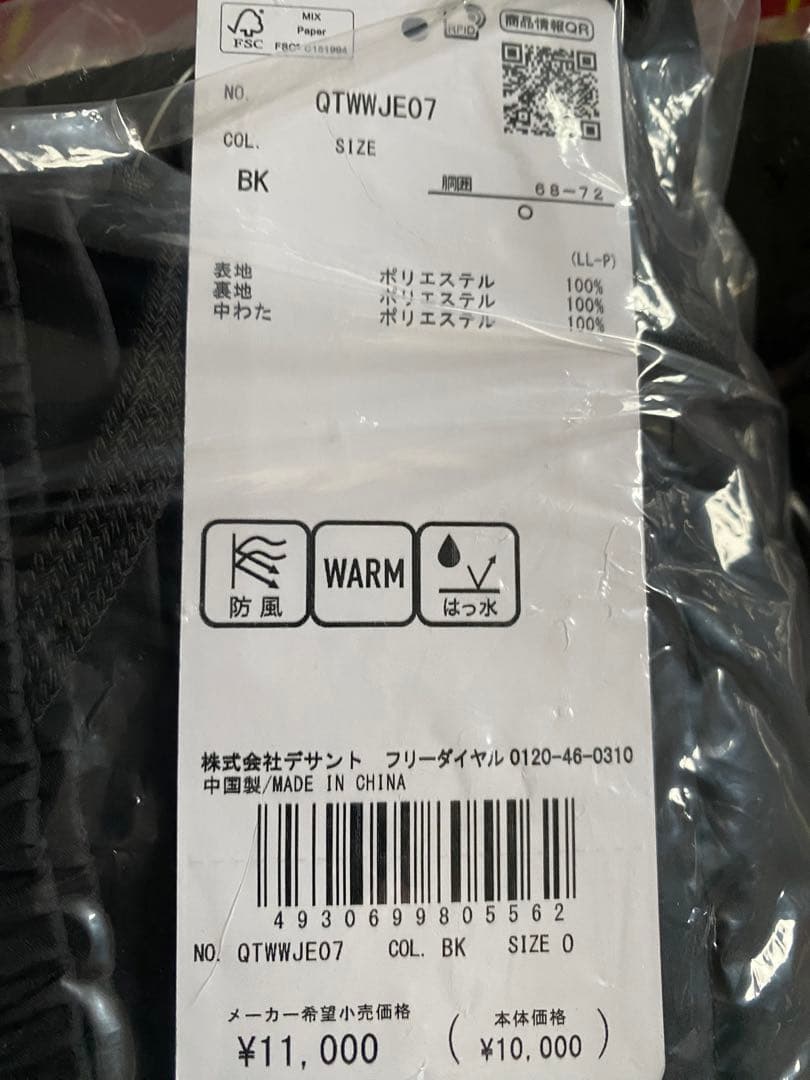 FSC
MIX
Paper
FSC® C181994
RFID
商品情報QR
NO. QTWWJE07
COL. SIZE
BK 胴囲 68-72
O
(LL-P)
表地 ポリエステル 100%
裏地 ポリエステル 100%
中わた ポリエステル 100%
防風
WARM
はっ水
株式会社デサント フリーダイヤル 0120-46-0310
中国製/MADE IN CHINA
4930699805562
NO. QTWWJE07 COL. BK SIZE O
メーカー希望小売価格
¥11,000
(本体価格
¥10,000)